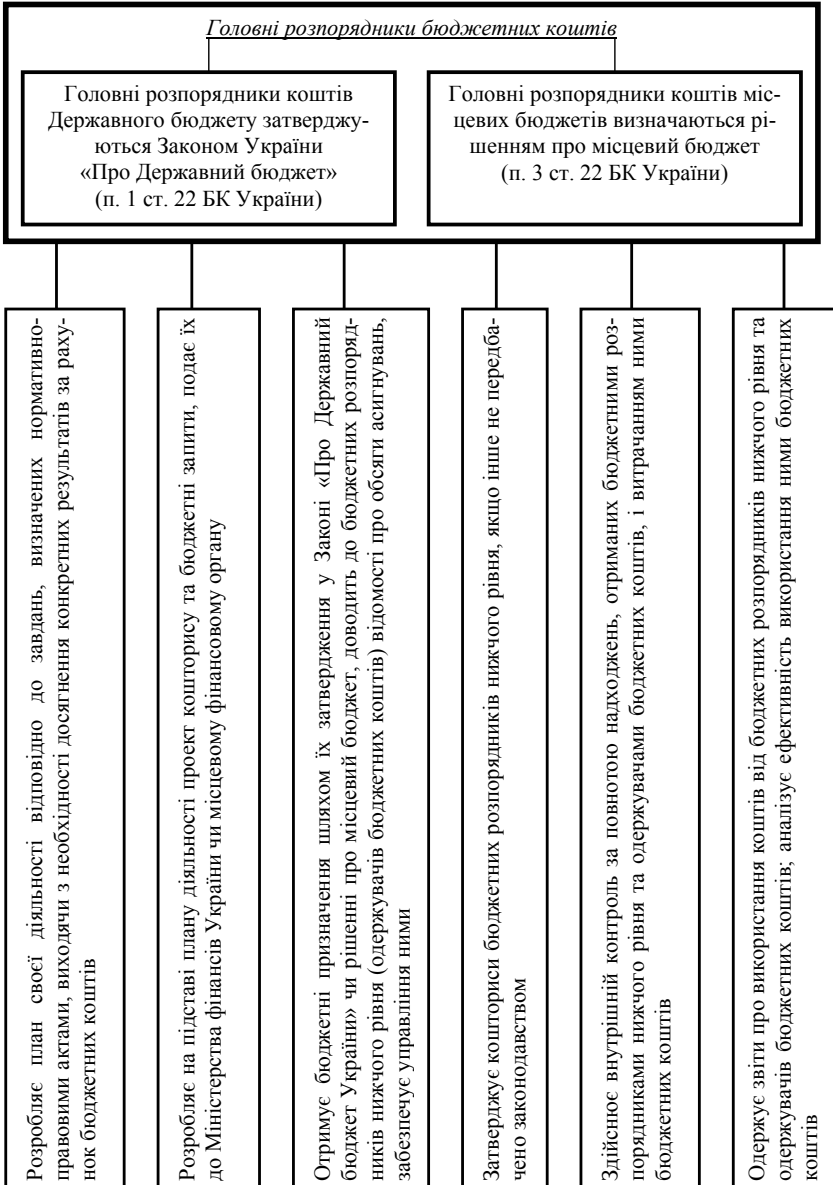 Головні розпорядники бюджетних коштів
Головні розпорядники коштів
Державного бюджету затверджу-
ються Законом України
«Про Державний бюджет»
(п. 1 ст. 22 БК України)
Головні розпорядники коштів міс-
цевих бюджетів визначаються рі-
шенням про місцевий бюджет
(п. 3 ст. 22 БК України)
Розробляє план своєї діяльності відповідно до завдань, визначених нормативно-
правовими актами, виходячи з необхідності досягнення конкретних результатів за раху-
нок бюджетних коштів
Розробляє на підставі плану діяльності проект кошторису та бюджетні запити, подає їх
до Міністерства фінансів України чи місцевому фінансовому органу
Отримує бюджетні призначення шляхом їх затвердження у Законі «Про Державний
бюджет України» чи рішенні про місцевий бюджет, доводить до бюджетних розпоряд-
ників нижчого рівня (одержувачів бюджетних коштів) відомості про обсяги асигнувань,
забезпечує управління ними
Затверджує кошториси бюджетних розпорядників нижчого рівня, якщо інше не передба-
чено законодавством
Здійснює внутрішній контроль за повнотою надходжень, отриманих бюджетними роз-
порядниками нижчого рівня та одержувачами бюджетних коштів, і витрачанням ними
бюджетних коштів
Одержує звіти про використання коштів від бюджетних розпорядників нижчого рівня та
одержувачів бюджетних коштів; аналізує ефективність використання ними бюджетних
коштів